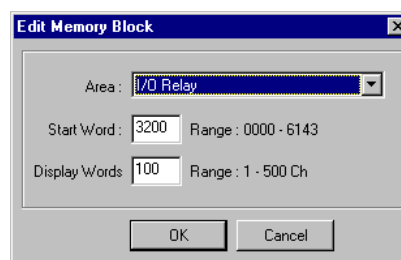 Edit Memory Block
Area : I/O Relay
Start Word : 3200 Range : 0000 - 6143
Display Words 100 Range : 1 - 500 Ch
OK Cancel